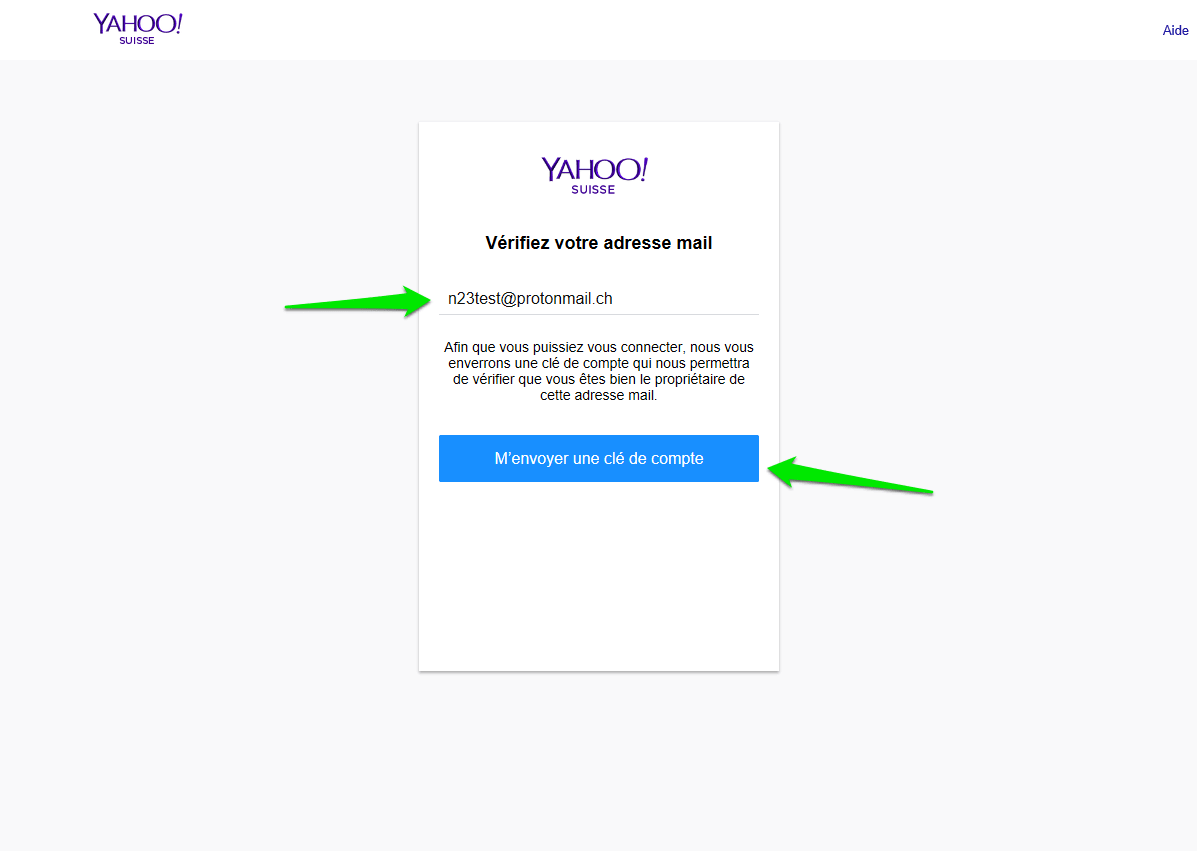 YAHOO!
SUISSE
Aide
YAHOO!
SUISSE
Vérifiez votre adresse mail
n23test@protonmail.ch
Afin que vous puissiez vous connecter, nous vous
enverrons une clé de compte qui nous permettra
de vérifier que vous êtes bien le propriétaire de
cette adresse mail.
M'envoyer une clé de compte